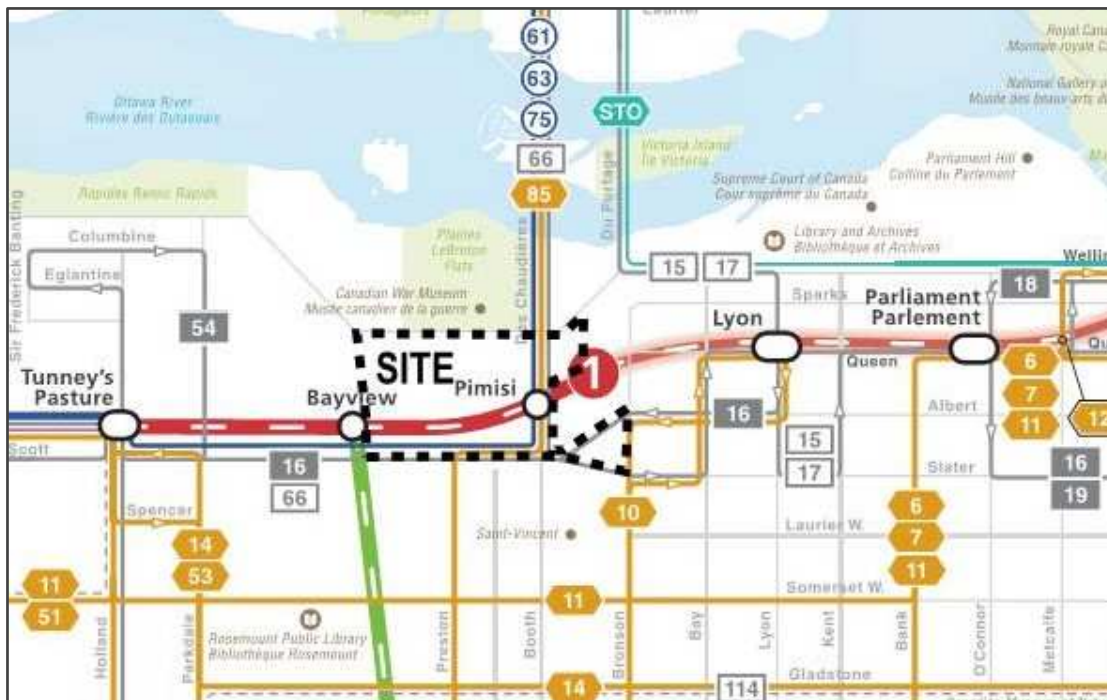 Courier
61
63
75
66
85
STO
Ottawa River
Rivière des Outaouais
Royal Cana
Monnaie royale C
National Gallery o
Musée des beaux-arts d
Victoria Island
Île Victoria
Parliament Hill
Colline du Parlement
Supreme Court of Canada
Cour suprême du Canada
Library and Archives
Bibliothèque et Archives
Rapides Remic Rapids
Plaines
LeBreton
Flats
Du Portage
Chaudières
Sir Frederick Banting
Columbine
Eglantine
54
Canadian War Museum
Musée canadien de la guerre
15
17
Wellin
18
Sparks
Parliament
Parlement
Lyon
Queen
Qu
SITE
Pimisi
1
Tunney's
Pasture
Bayview
6
7
11
12
Albert
16
15
17
Scott
16
66
Slater
16
19
Spencer
10
6
7
11
Laurier W.
Saint-Vincent
14
53
11
51
11
Somerset W.
Rosemount Public Library
Bibliothèque Rosemount
Holland
Parkdale
Preston
Booth
Bronson
Bay
Lyon
Kent
Bank
O'Connor
Metcalfe
Gladstone
14
114